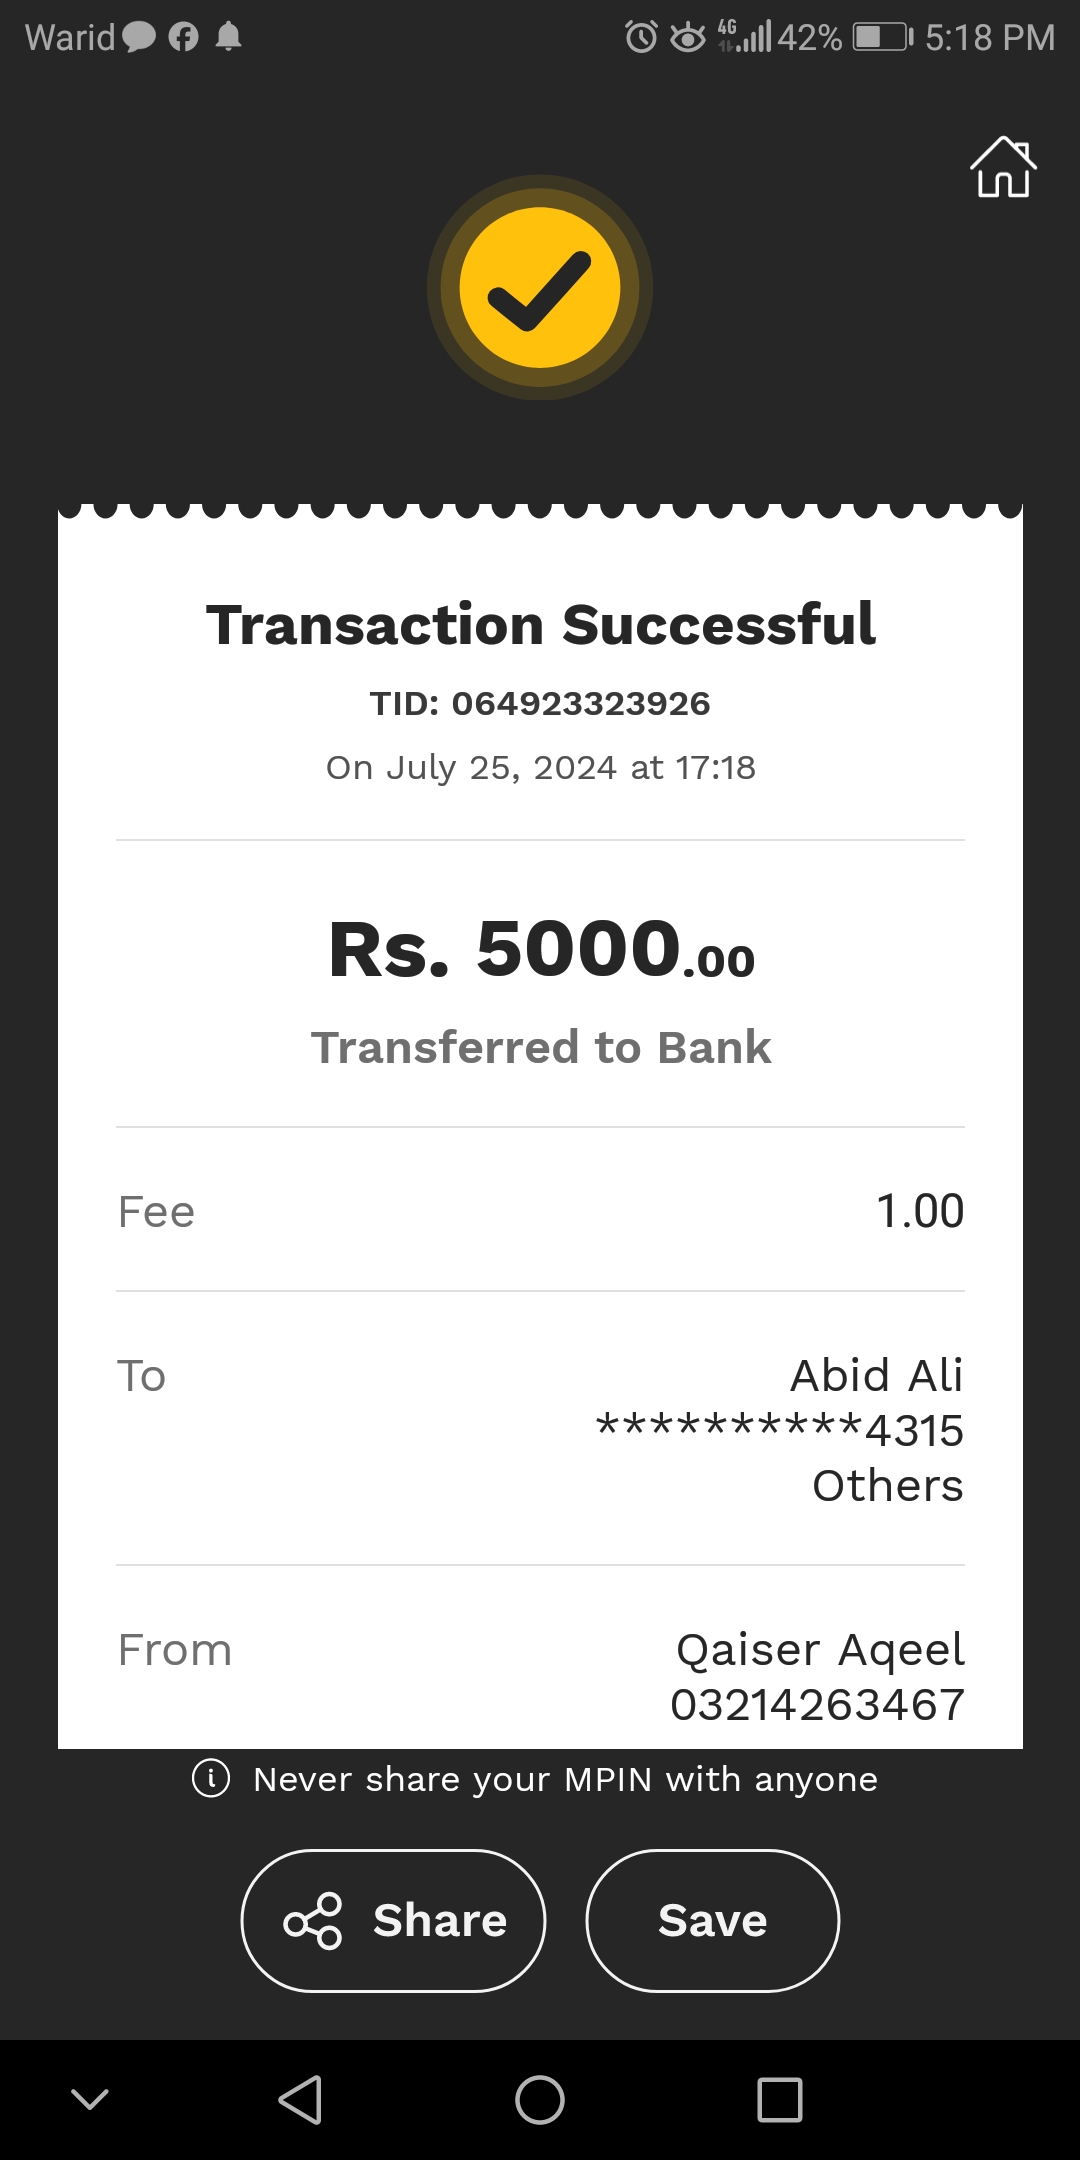 Warid 4G 42% 5:18 PM
Transaction Successful
TID: 064923323926
On July 25, 2024 at 17:18
Rs. 5000.00
Transferred to Bank
Fee 1.00
To Abid Ali
**********4315
Others
From Qaiser Aqeel
03214263467
Never share your MPIN with anyone
Share Save